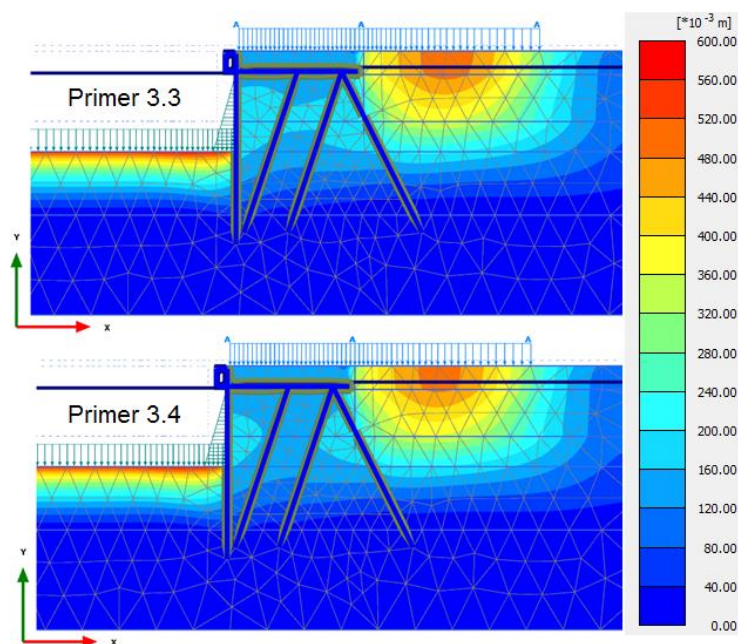 [*10⁻³ m]
A A A
600.00
560.00
Primer 3.3
520.00
480.00
440.00
400.00
Y
360.00
X
320.00
280.00
A A A
240.00
200.00
Primer 3.4
160.00
120.00
80.00
Y
40.00
X
0.00